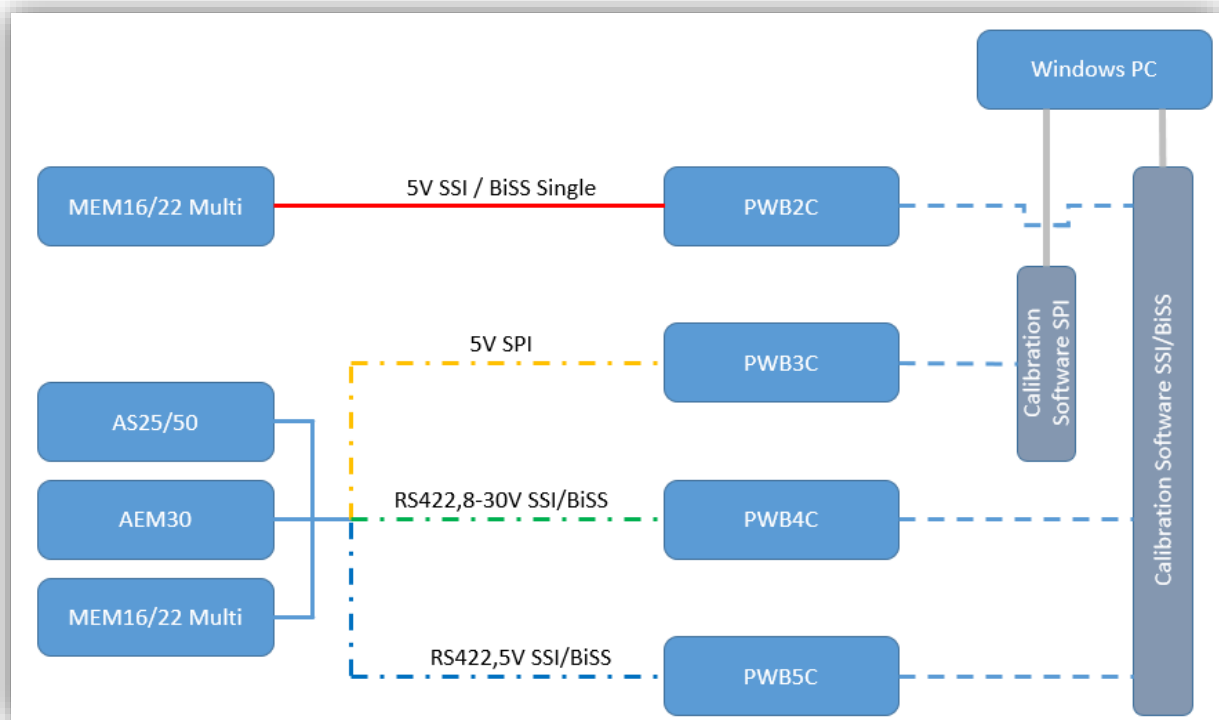 Windows PC
MEM16/22 Multi
5V SSI / BiSS Single
PWB2C
5V SPI
PWB3C
Calibration
Software SPI
Calibration Software SSI/BiSS
AS25/50
AEM30
RS422,8-30V SSI/BiSS
PWB4C
MEM16/22 Multi
RS422,5V SSI/BiSS
PWB5C